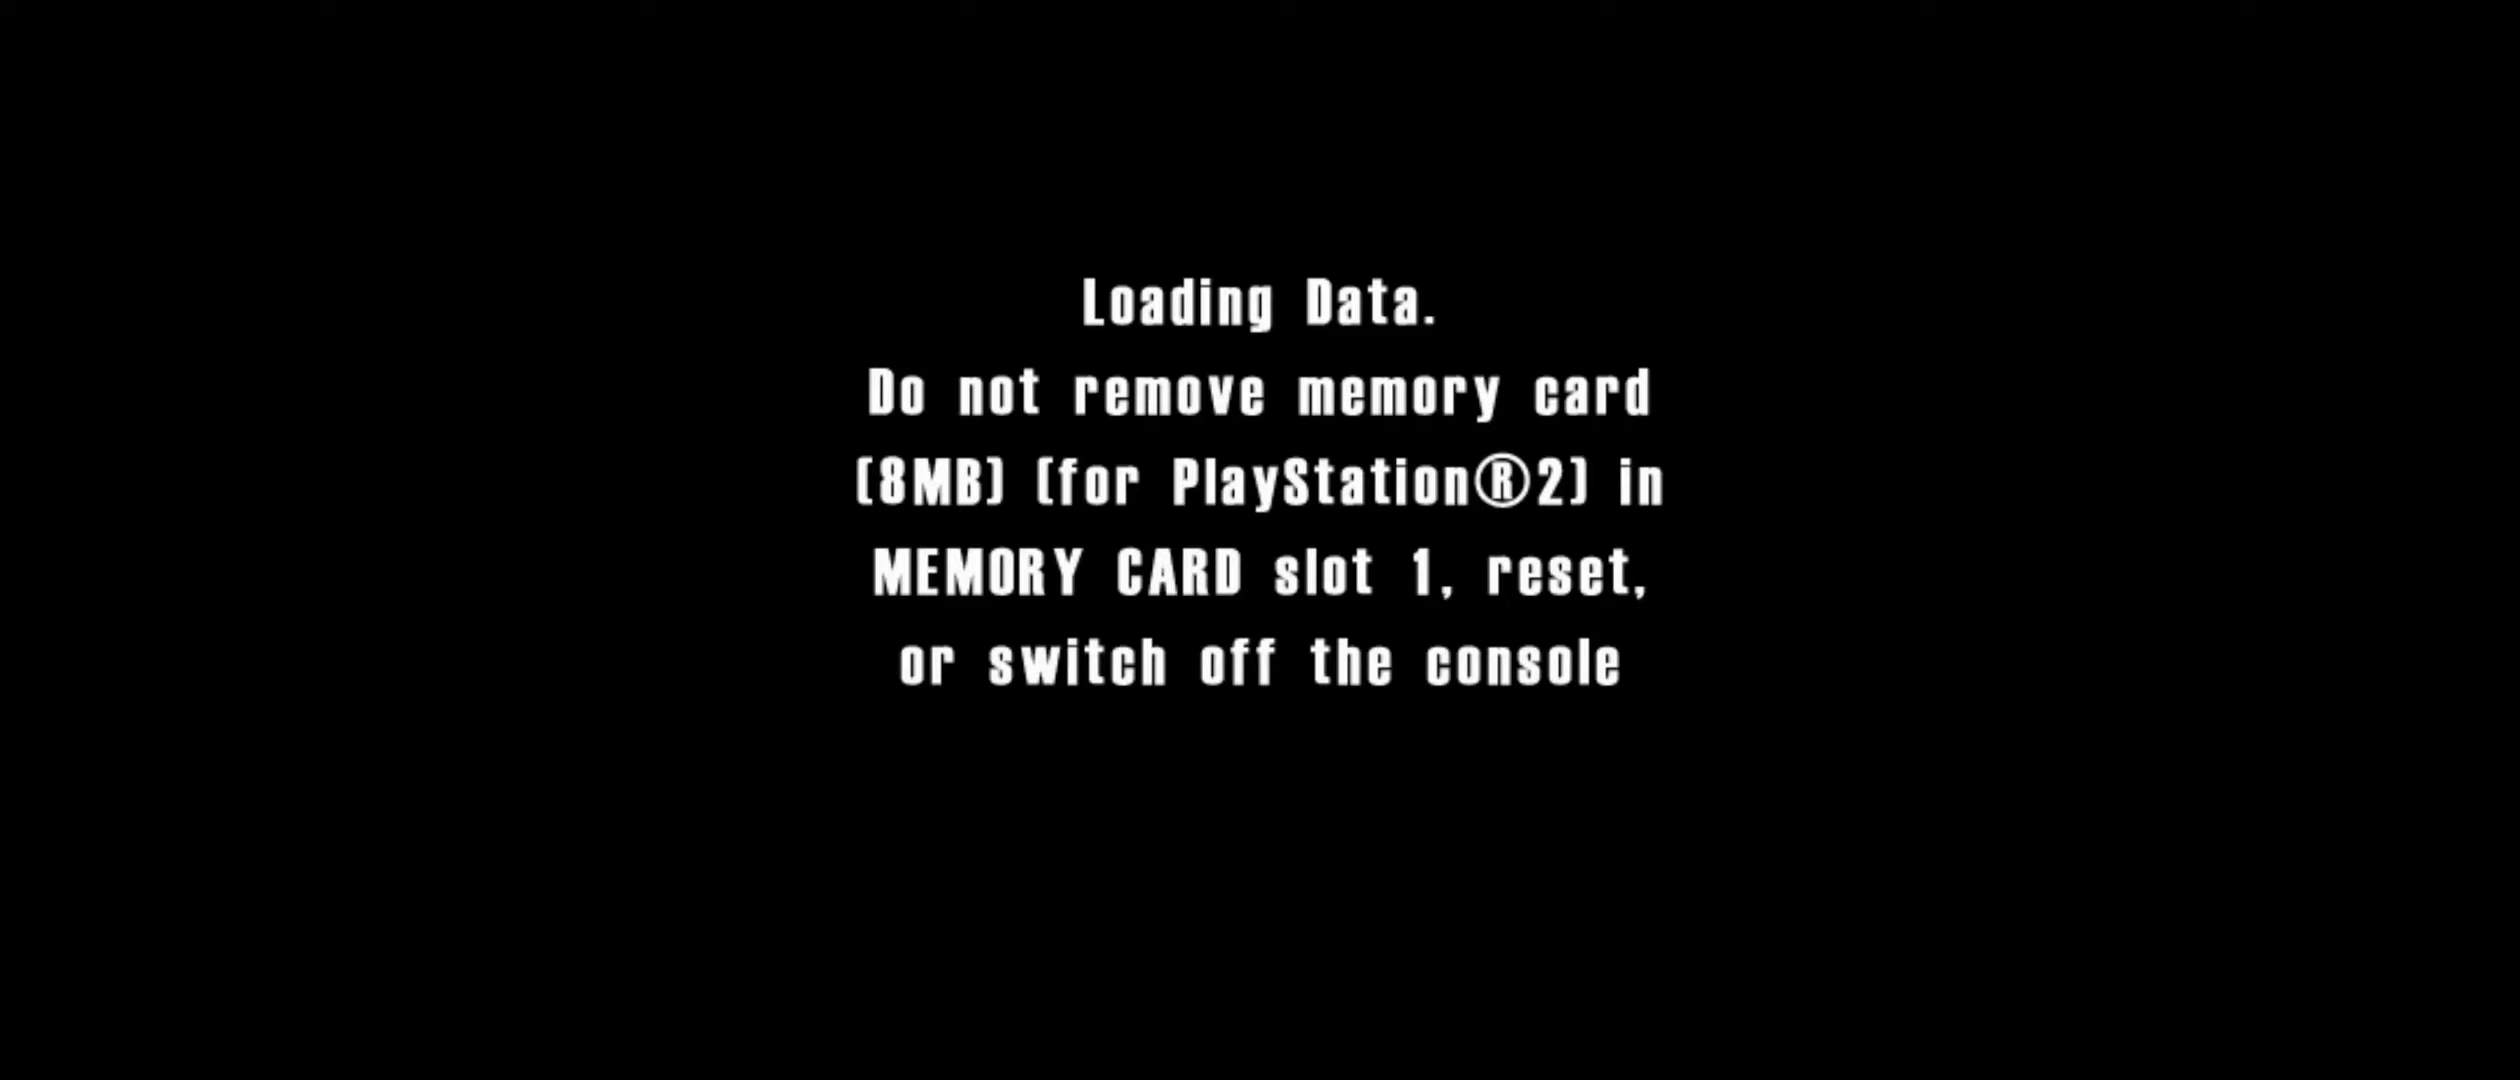 Loading Data.
Do not remove memory card
(8MB) (for PlayStation®2) in
MEMORY CARD slot 1, reset,
or switch off the console